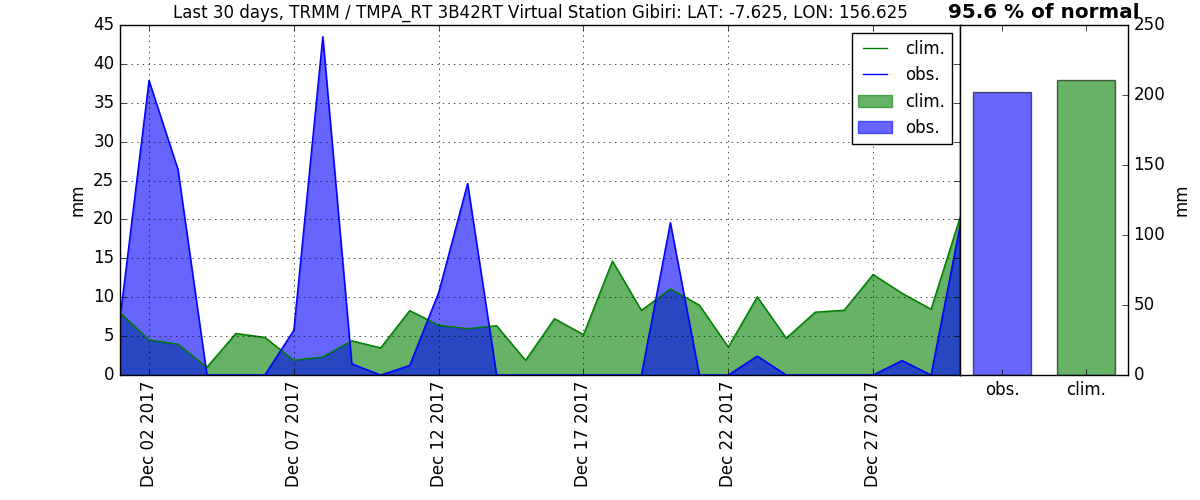 Last 30 days, TRMM / TMPA_RT 3B42RT Virtual Station Gibiri: LAT: -7.625, LON: 156.625
95.6 % of normal
45
40
35
30
25
20
15
10
5
0
mm
clim.
obs.
clim.
obs.
Dec 02 2017
Dec 07 2017
Dec 12 2017
Dec 17 2017
Dec 22 2017
Dec 27 2017
250
200
150
100
50
0
mm
obs.
clim.